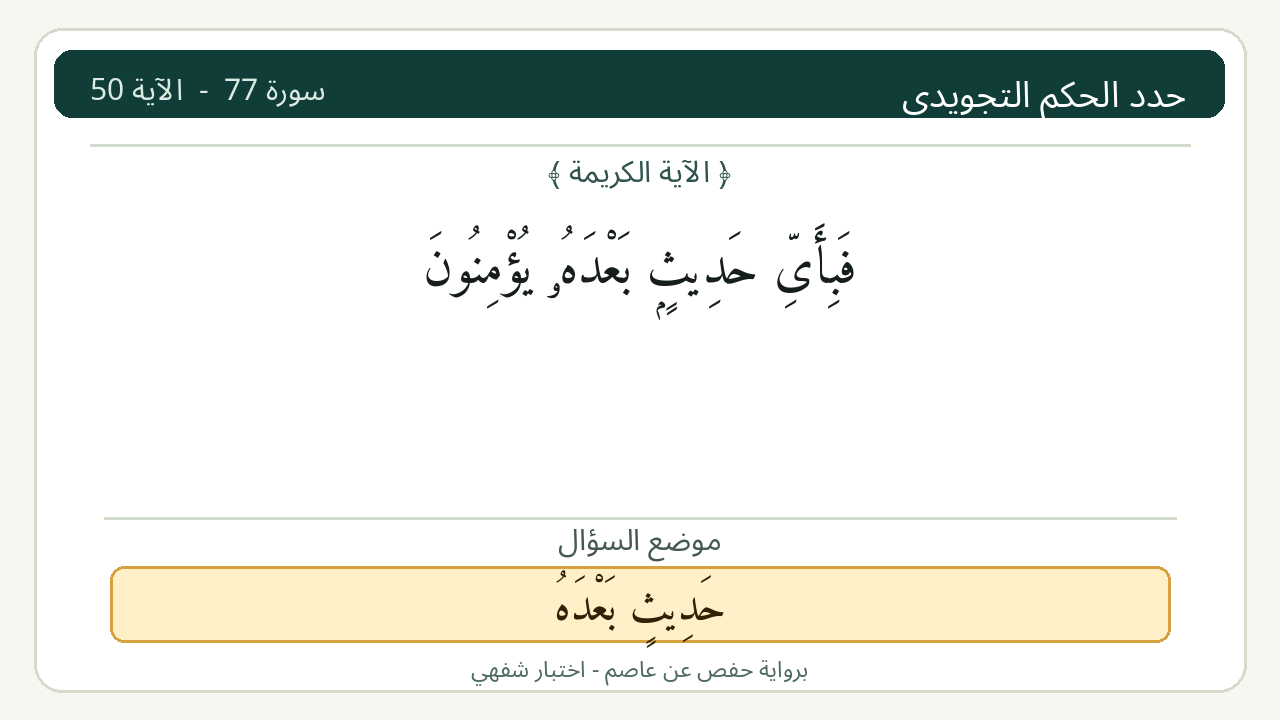 حدد الحكم التجويدي
سورة 77 - الآية 50
﴿ الآية الكريمة ﴾
فَبِأَيِّ حَدِيثٍۭ بَعْدَهُۥ يُؤْمِنُونَ
موضع السؤال
حَدِيثٍ بَعْدَهُ
برواية حفص عن عاصم - اختبار شفهي